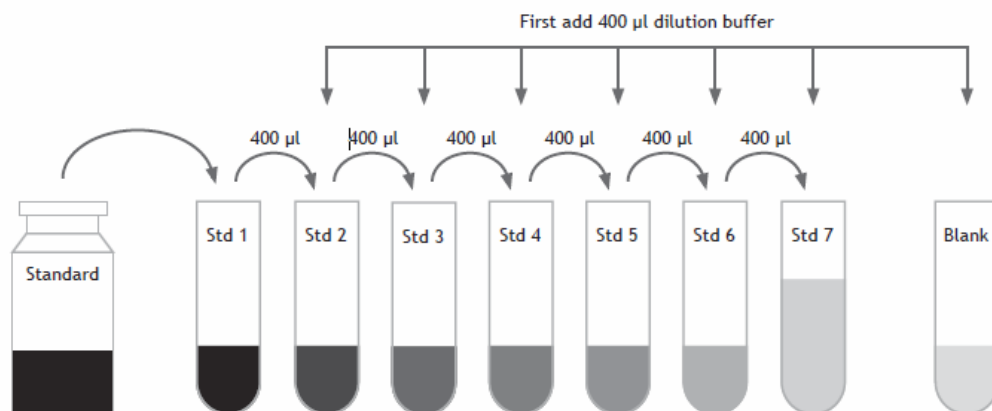 First add 400 µl dilution buffer
400 µl 400 µl 400 µl 400 µl 400 µl 400 µl
Standard
Std 1 Std 2 Std 3 Std 4 Std 5 Std 6 Std 7 Blank